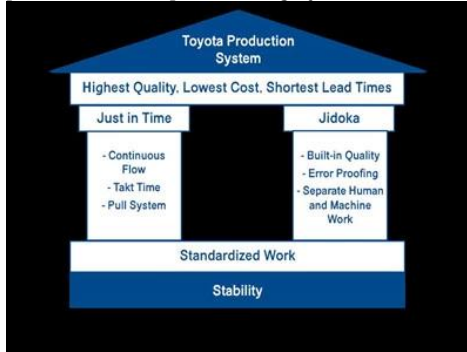 Toyota Production
System
Highest Quality, Lowest Cost, Shortest Lead Times
Just in Time
- Continuous
Flow
- Takt Time
- Pull System
Jidoka
- Built-in Quality
- Error Proofing
- Separate Human
and Machine
Work
Standardized Work
Stability